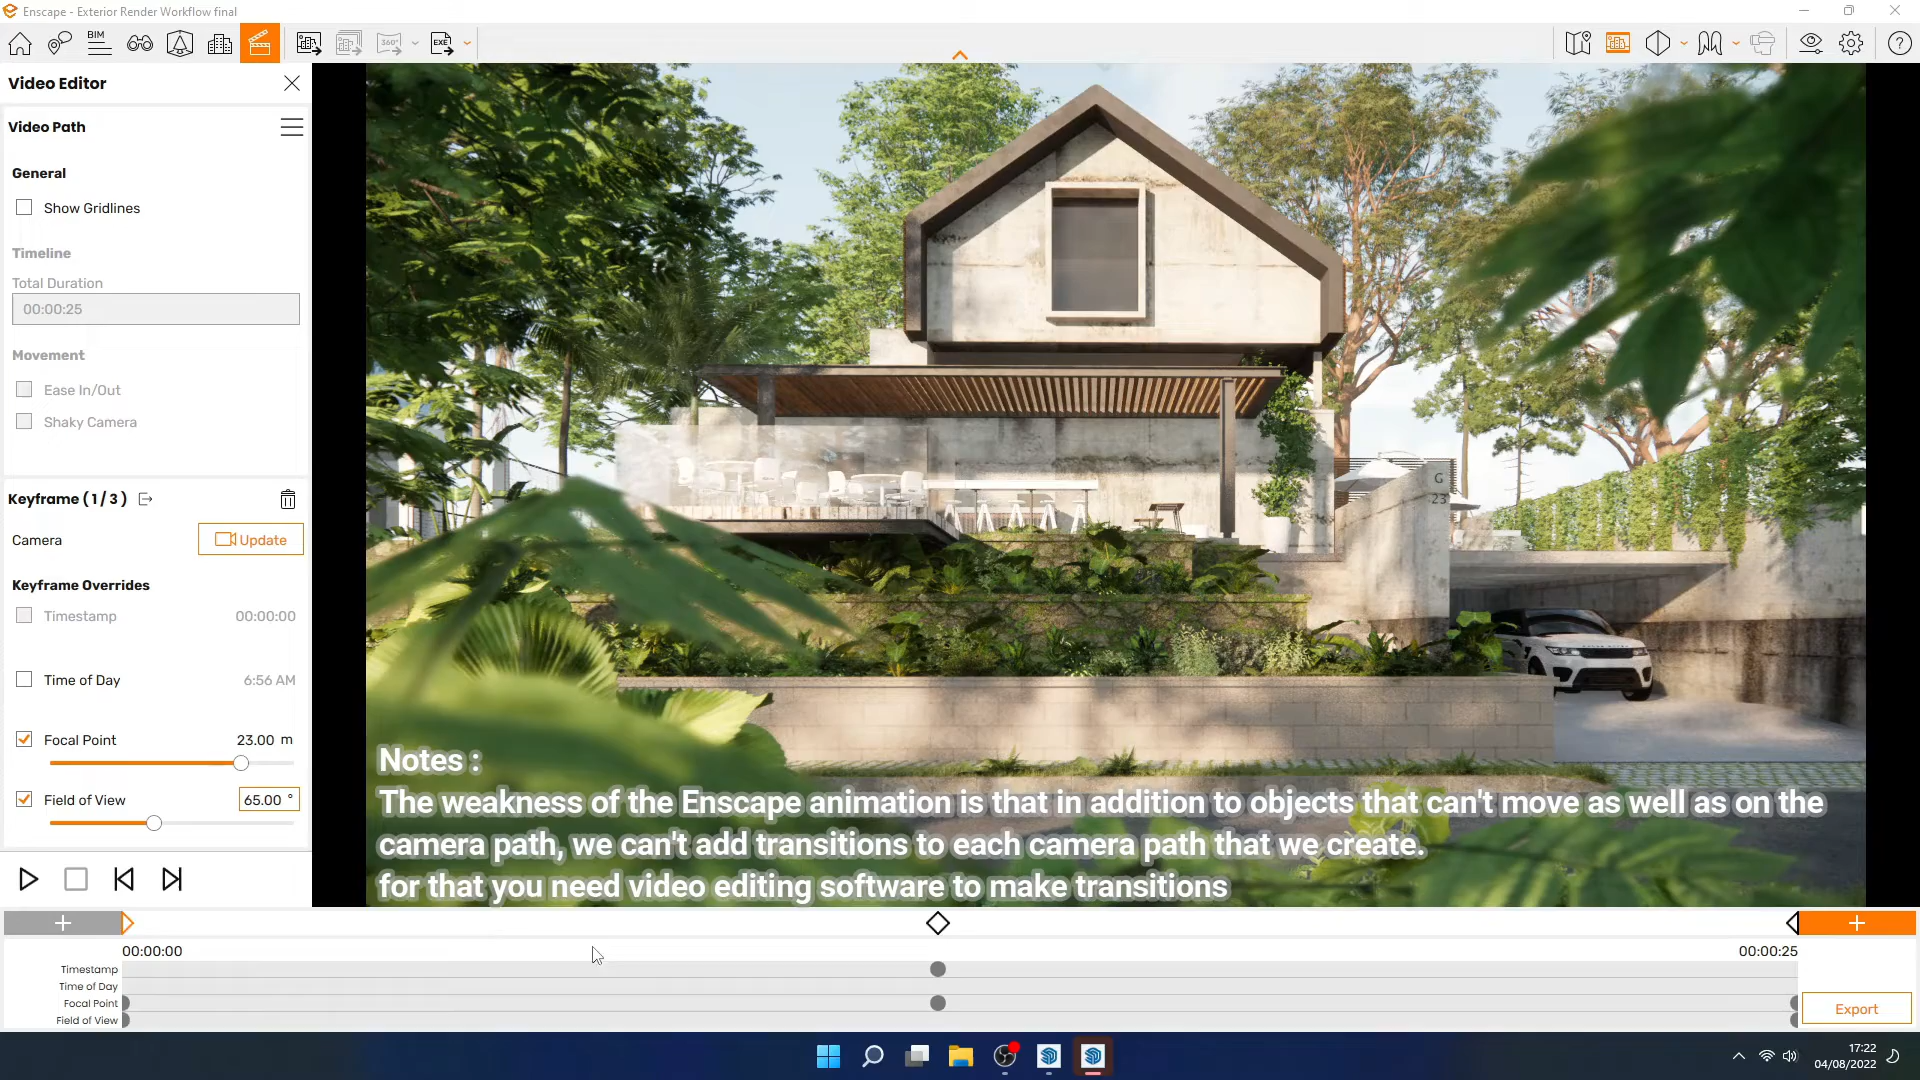 Enscape - Exterior Render Workflow final
BIM
360°
EXE
Video Editor
Video Path
General
Show Gridlines
Timeline
Total Duration
00:00:25
Movement
Ease In/Out
Shaky Camera
Keyframe ( 1 / 3 )
Camera
Update
Keyframe Overrides
Timestamp 00:00:00
Time of Day 6:56 AM
Focal Point 23.00 m
Field of View 65.00 °
G
23
Notes :
The weakness of the Enscape animation is that in addition to objects that can't move as well as on the
camera path, we can't add transitions to each camera path that we create.
for that you need video editing software to make transitions
00:00:00 00:00:25
Timestamp
Time of Day
Focal Point
Field of View
Export
17:22
04/08/2022